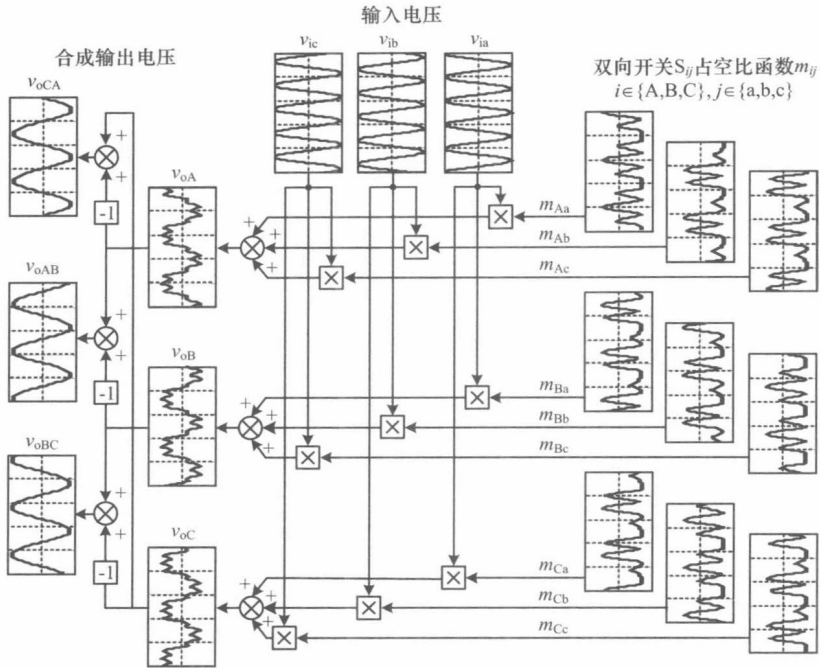 输入电压
合成输出电压
双向开关S_ij占空比函数m_ij
i∈{A,B,C}, j∈{a,b,c}
v_ic
v_ib
v_ia
v_oCA
v_oA
v_oAB
v_oB
v_oBC
v_oC
m_Aa
m_Ab
m_Ac
m_Ba
m_Bb
m_Bc
m_Ca
m_Cb
m_Cc
+
+
-1
+
+
-1
+
+
-1
+
+
+
+
+
+
+
+
+
×
×
×
×
×
×
×
×
×